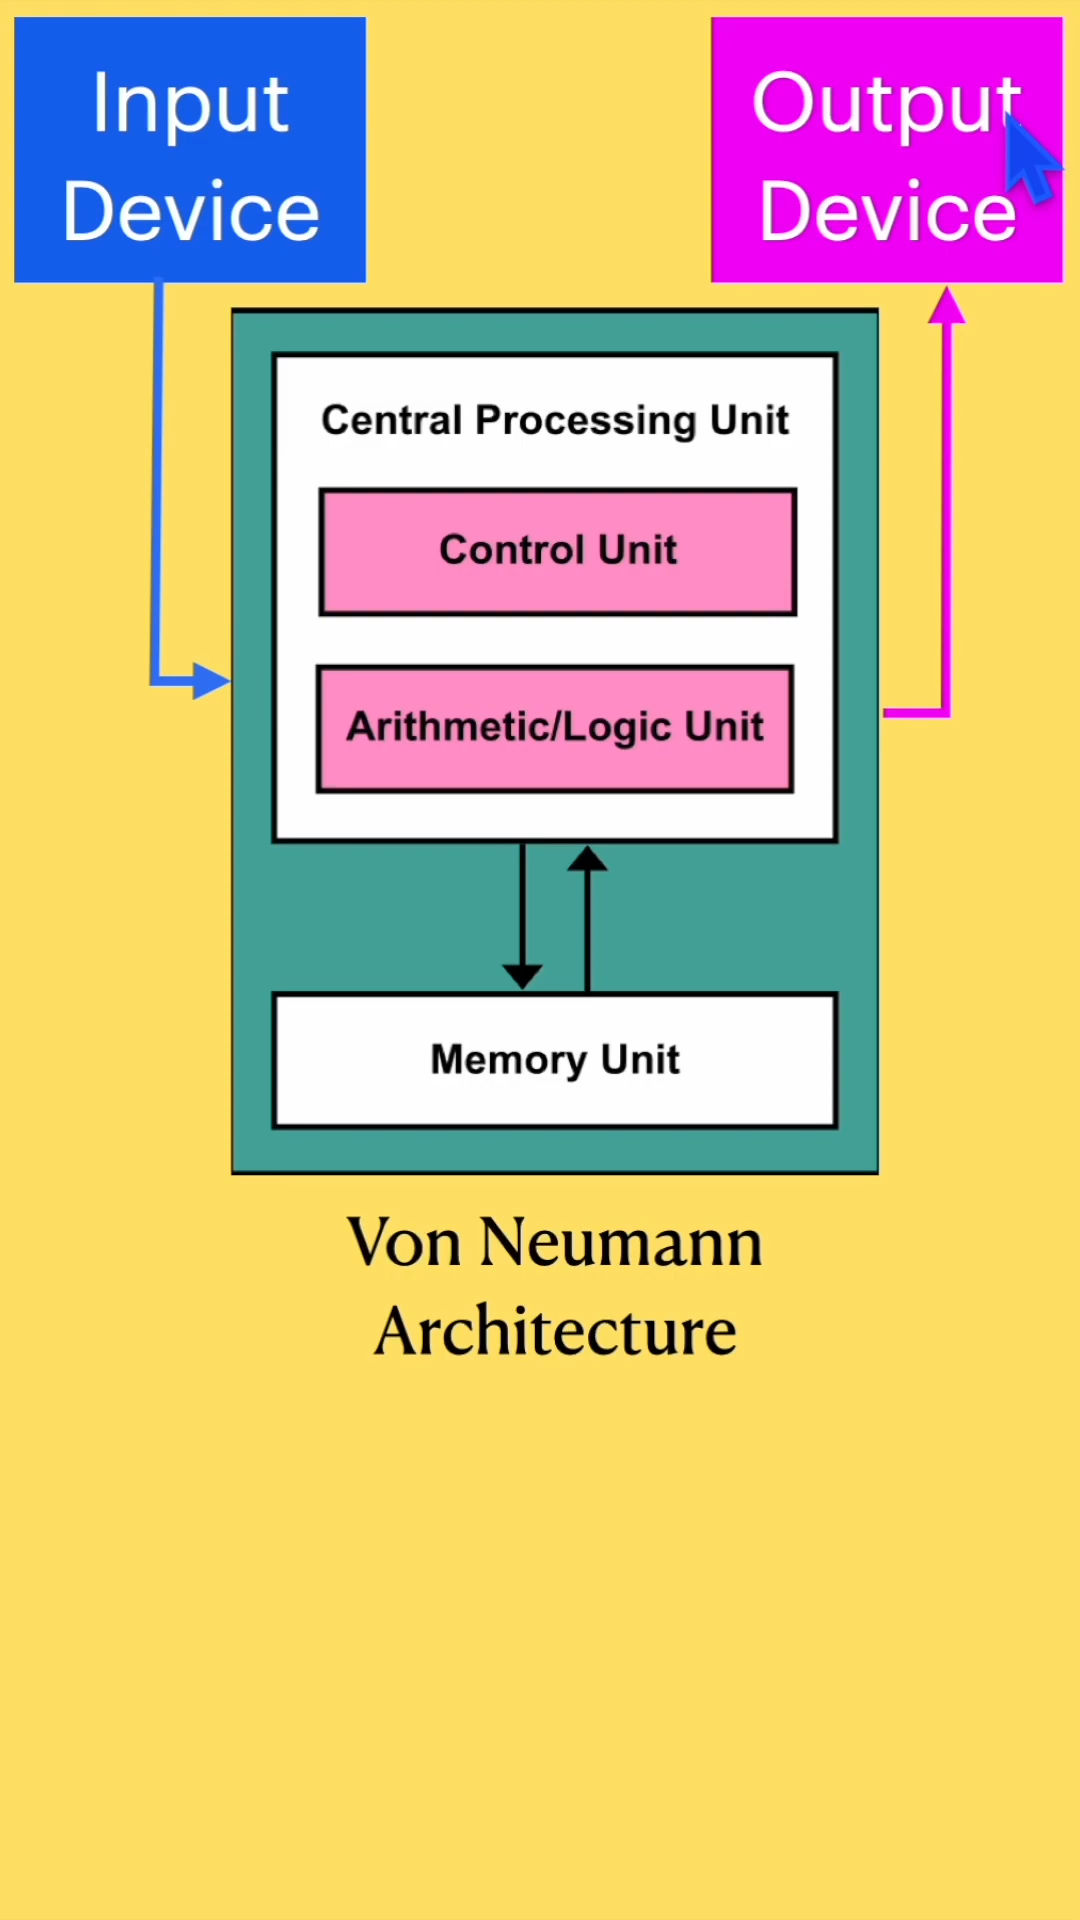 Input
Device
Output
Device
Central Processing Unit
Control Unit
Arithmetic/Logic Unit
Memory Unit
Von Neumann
Architecture